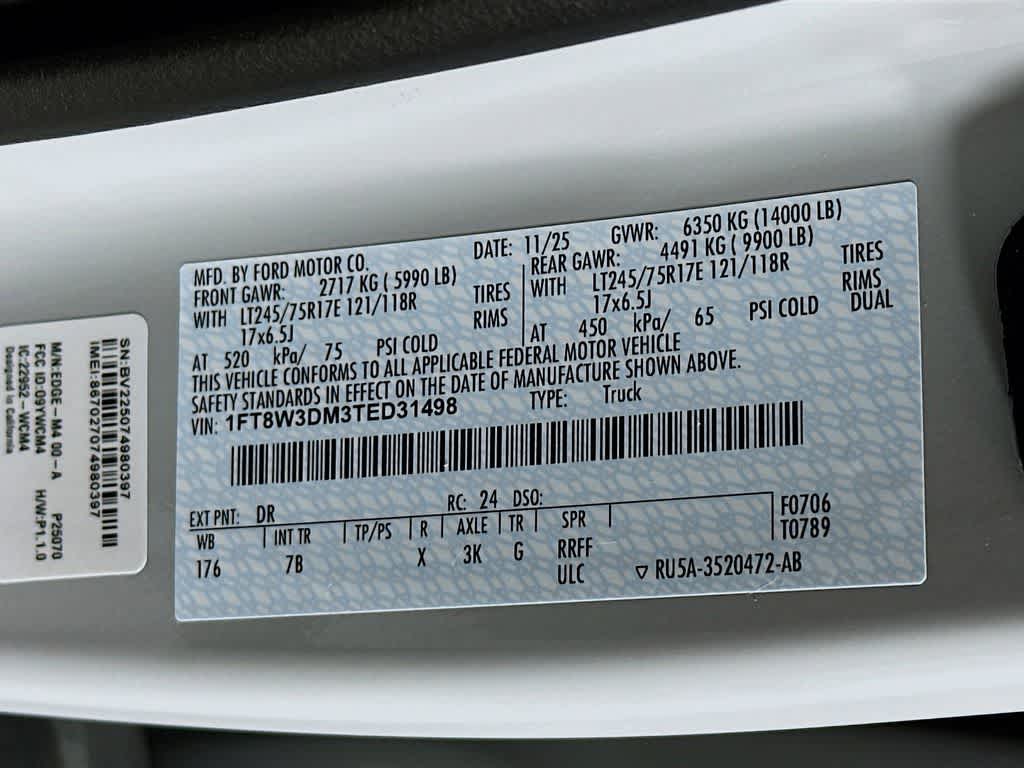 MFD. BY FORD MOTOR CO. DATE: 11/25 GVWR: 6350 KG (14000 LB)
FRONT GAWR: 2717 KG ( 5990 LB) REAR GAWR: 4491 KG ( 9900 LB)
WITH LT245/75R17E 121/118R TIRES WITH LT245/75R17E 121/118R TIRES
17x6.5J RIMS 17x6.5J RIMS
AT 520 kPa/ 75 PSI COLD AT 450 kPa/ 65 PSI COLD DUAL
THIS VEHICLE CONFORMS TO ALL APPLICABLE FEDERAL MOTOR VEHICLE
SAFETY STANDARDS IN EFFECT ON THE DATE OF MANUFACTURE SHOWN ABOVE.
VIN: 1FT8W3DM3TED31498 TYPE: Truck
EXT PNT: DR RC: 24 DSO: F0706
WB INT TR TP/PS R AXLE TR SPR T0789
176 7B X 3K G RRFF
ULC RU5A-3520472-AB
SN:BV22507498039​7
IMEI:867027074980397
M/N:EDGE-M4 00-A P25070
FCC ID:O9YWCM4 H/W:P1.1.0
IC:22952-WCM4
Designed in California